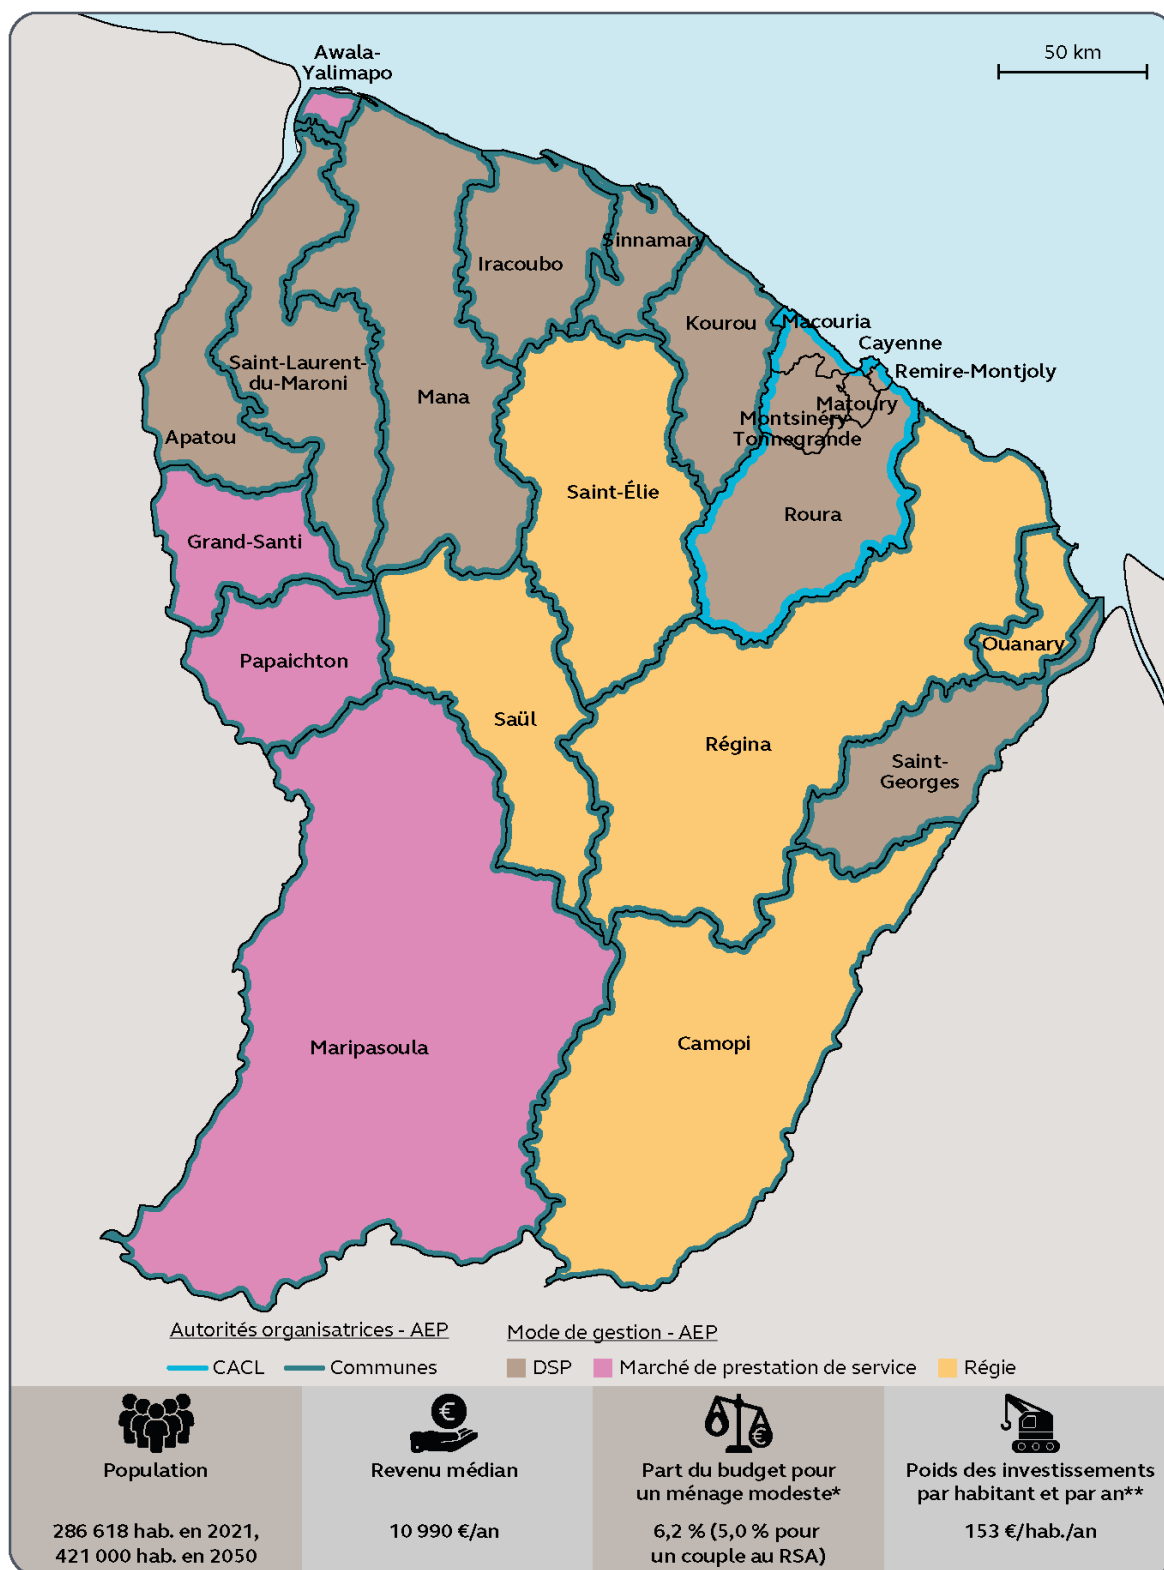 Awala-
Yalimapo
50 km
Sinnamary
Iracoubo
Kourou
Macouria
Cayenne
Remire-Montjoly
Saint-Laurent-
du-Maroni
Mana
Matoury
Montsinéry
Tonnegrande
Apatou
Saint-Élie
Roura
Grand-Santi
Ouanary
Papaichton
Saül
Régina
Saint-
Georges
Maripasoula
Camopi
Autorités organisatrices - AEP
CACL
Communes
Mode de gestion - AEP
DSP
Marché de prestation de service
Régie
Population
286 618 hab. en 2021,
421 000 hab. en 2050
€
Revenu médian
10 990 €/an
€
Part du budget pour
un ménage modeste*
6,2 % (5,0 % pour
un couple au RSA)
Poids des investissements
par habitant et par an**
153 €/hab./an